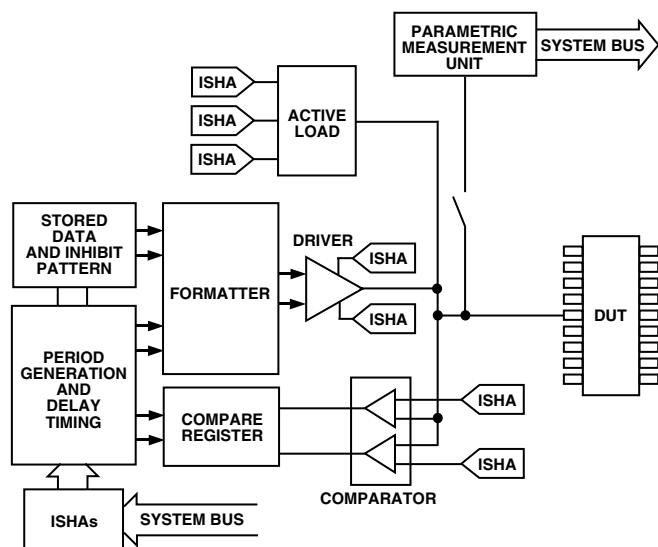 PARAMETRIC
MEASUREMENT
UNIT
SYSTEM BUS
ISHA
ISHA
ISHA
ACTIVE
LOAD
STORED
DATA
AND INHIBIT
PATTERN
FORMATTER
DRIVER
ISHA
ISHA
DUT
PERIOD
GENERATION
AND
DELAY
TIMING
COMPARE
REGISTER
ISHA
ISHA
COMPARATOR
ISHAs
SYSTEM BUS